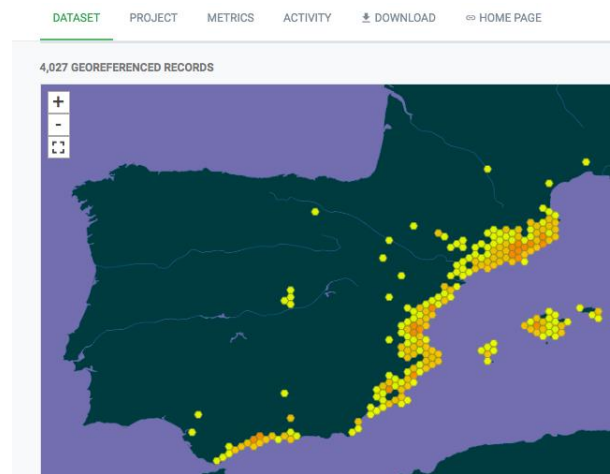 DATASET PROJECT METRICS ACTIVITY DOWNLOAD HOME PAGE
4,027 GEOREFERENCED RECORDS
+
-